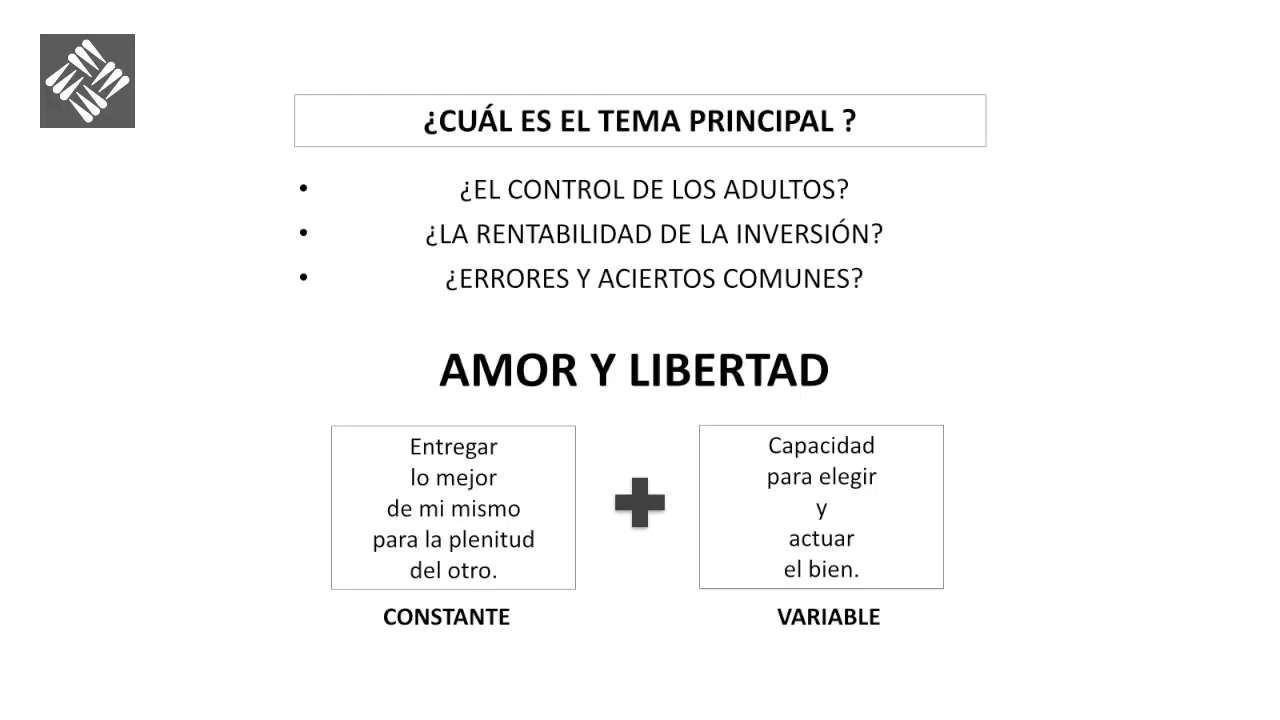 ¿CUÁL ES EL TEMA PRINCIPAL ?
• ¿EL CONTROL DE LOS ADULTOS?
• ¿LA RENTABILIDAD DE LA INVERSIÓN?
• ¿ERRORES Y ACIERTOS COMUNES?
AMOR Y LIBERTAD
Entregar
lo mejor
de mi mismo
para la plenitud
del otro.
CONSTANTE
Capacidad
para elegir
y
actuar
el bien.
VARIABLE